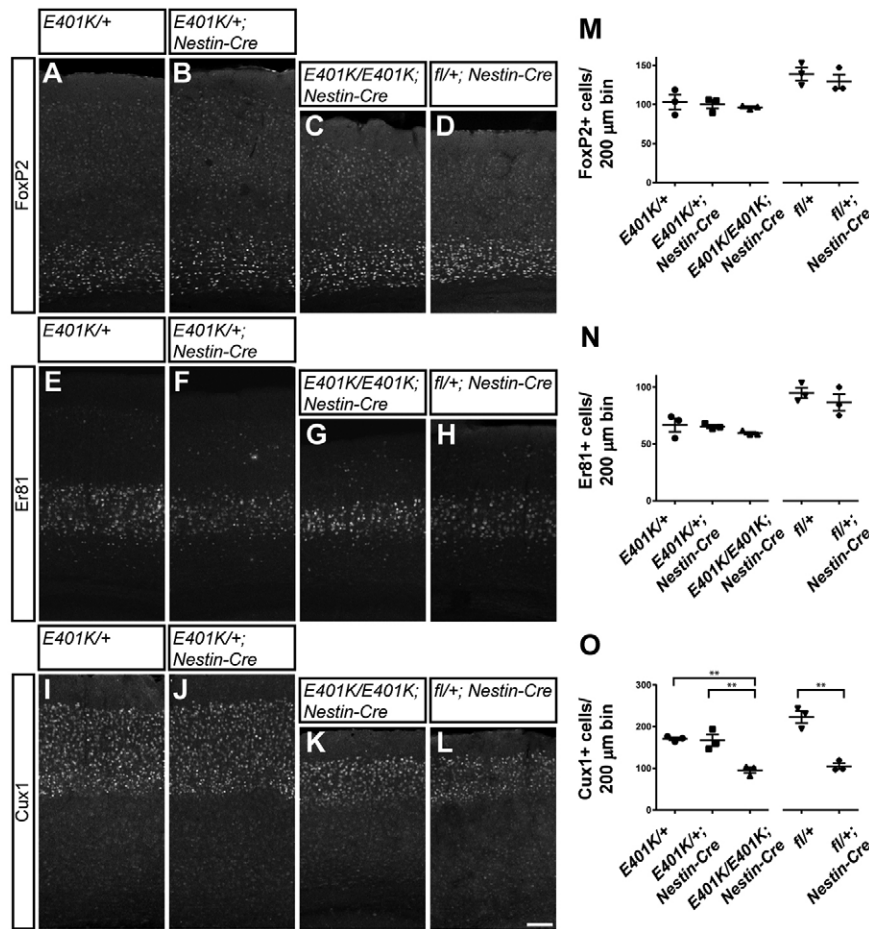 E401K/+
E401K/+;
Nestin-Cre
E401K/E401K;
Nestin-Cre
fl/+; Nestin-Cre
A
B
C
D
FoxP2
E401K/+
E401K/+;
Nestin-Cre
E401K/E401K;
Nestin-Cre
fl/+; Nestin-Cre
E
F
G
H
Er81
E401K/+
E401K/+;
Nestin-Cre
E401K/E401K;
Nestin-Cre
fl/+; Nestin-Cre
I
J
K
L
Cux1
M
FoxP2+ cells/
200 µm bin
150
100
50
0
E401K/+
E401K/+;
Nestin-Cre
E401K/E401K;
Nestin-Cre
fl/+
fl/+;
Nestin-Cre
N
Er81+ cells/
200 µm bin
100
50
0
E401K/+
E401K/+;
Nestin-Cre
E401K/E401K;
Nestin-Cre
fl/+
fl/+;
Nestin-Cre
O
Cux1+ cells/
200 µm bin
300
200
100
0
**
**
**
E401K/+
E401K/+;
Nestin-Cre
E401K/E401K;
Nestin-Cre
fl/+
fl/+;
Nestin-Cre